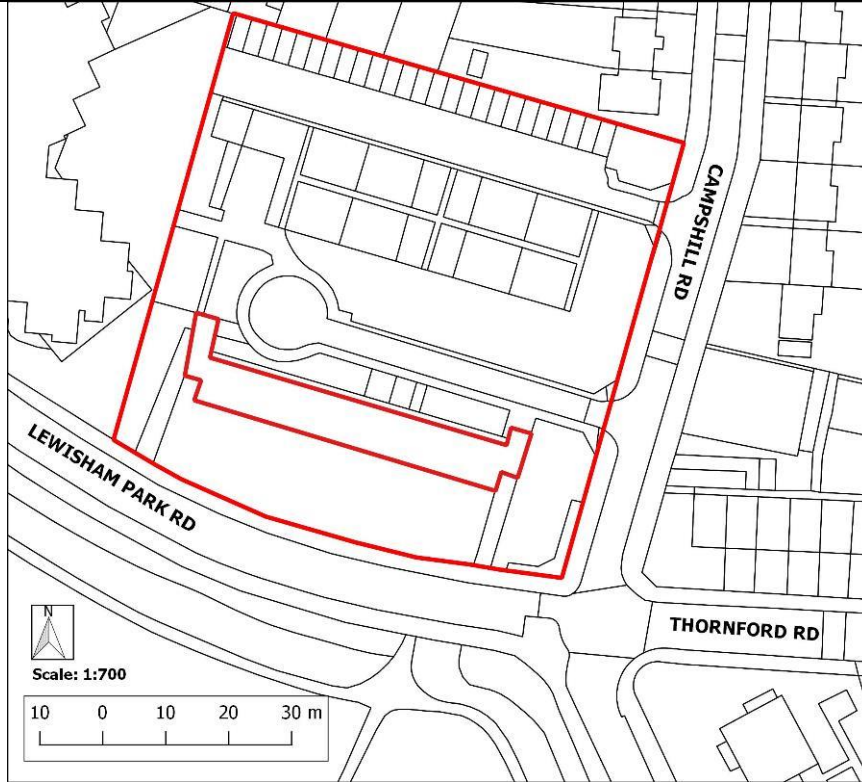 CAMPSHILL RD
LEWISHAM PARK RD
THORNFORD RD
N
Scale: 1:700
10 0 10 20 30 m